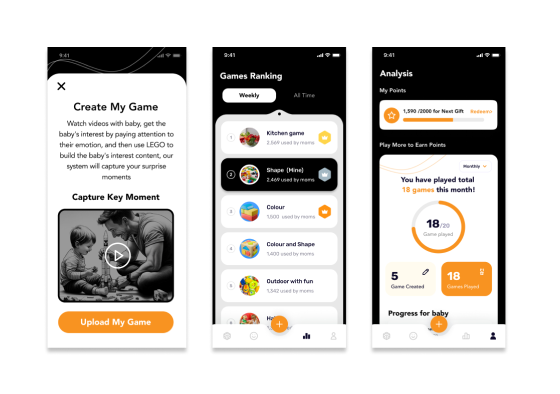 9:41
Create My Game
Watch videos with baby, get the
baby's interest by paying attention to
their emotion, and then use LEGO to
build the baby's interest content, our
system will capture your surprise
moments
Capture Key Moment
Upload My Game
9:41
Games Ranking
Weekly
All Time
1
Kitchen game
2,569 used by moms
2
Shape (Mine)
2,469 used by moms
3
Colour
1,600 used by moms
4
Colour and Shape
1,400 used by moms
5
Outdoor with fun
1,342 used by moms
+
9:41
Analysis
My Points
1,590 /2000 for Next Gift
Redeems
Play More to Earn Points
Monthly
You have played total
18 games this month!
18/20
Game played
5
Game Created
18
Games Played
Progress for baby
+